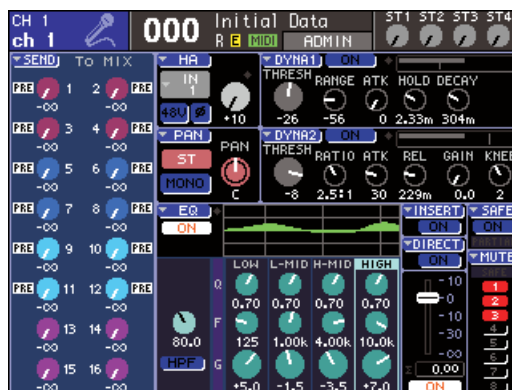 CH 1
ch 1
000 Initial Data
R E MIDI ADMIN
ST1 ST2 ST3 ST4
SEND TO MIX
PRE 1 2 PRE
-∞ -∞
PRE 3 4 PRE
-∞ -∞
PRE 5 6 PRE
-∞ -∞
PRE 7 8 PRE
-∞ -∞
PRE 9 10 PRE
-∞ -∞
PRE 11 12 PRE
-∞ -∞
13 14
-∞ -∞
15 16
-∞ -∞
HA
IN
1
48V Ø
+10
PAN
ST
MONO
PAN
C
DYNA1 ON
THRESH RANGE ATK HOLD DECAY
-26 -56 0 2.33m 304m
DYNA2 ON
THRESH RATIO ATK REL GAIN KNEE
-8 2.5:1 30 229m 0.0 2
EQ
ON
LOW L-MID H-MID HIGH
Q
0.70 0.70 0.70 0.70
F
125 1.00k 4.00k 10.0k
G
+5.0 -1.5 -3.5 +7.0
80.0
HPF
INSERT
ON
DIRECT
ON
-10
-0
-10
-30
-∞
Σ 0.00
ON
SAFE
ON
PARTIAL
MUTE
SAFE
1
2
3
4
5
6
7
8